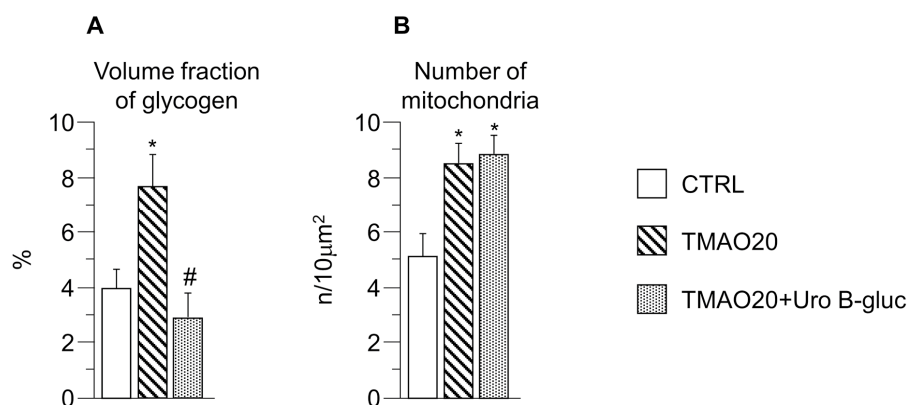 A
Volume fraction
of glycogen
10
8
6
4
2
0
%
*
#
B
Number of
mitochondria
10
8
6
4
2
0
n/10µm²
*
*
CTRL
TMAO20
TMAO20+Uro B-gluc